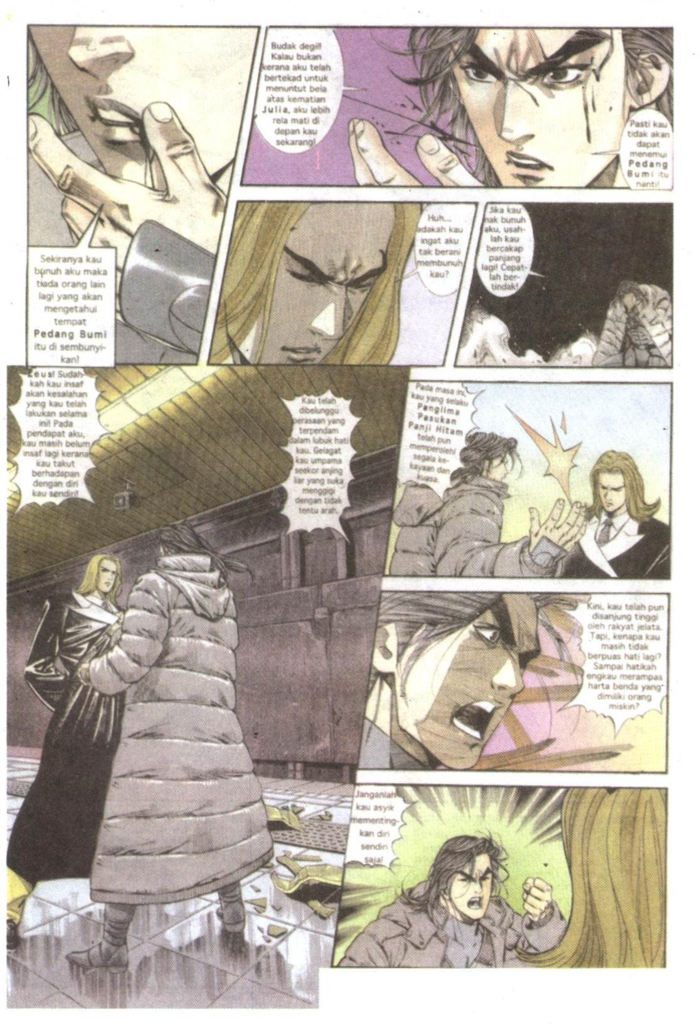 Sekiranya kau
bunuh aku maka
tiada orang lain
lagi yang akan
mengetahui
tempat
Pedang Bumi
itu di sembunyi-
kan!
Budak degil!
Kalau bukan
kerana aku telah
bertekad untuk
menuntut bela
atas kematian
Julia, aku lebih
rela mati di
depan kau
sekarang!
Pasti kau
tidak akan
dapat
menemui
Pedang
Bumi itu
nanti!
Huh...
adakah kau
ingat aku
tak berani
membunuh
kau?
Jika kau
nak bunuh
aku, usah-
lah kau
bercakap
panjang
lagi! Cepat-
lah ber-
tindak!
Zeus! Sudah-
kah kau insaf
akan kesalahan
yang kau telah
lakukan selama
ini! Pada
pendapat aku,
kau masih belum
insaf lagi kerana
kau takut
berhadapan
dengan diri
kau sendiri!
Kau telah
dibelunggu
perasaan yang
terpendam
dalam lubuk hati
kau. Gelagat
kau umpama
seekor anjing
liar yang suka
menggigi
dengan tidak
tentu arah.
Pada masa ini,
kau yang selaku
Panglima
Pasukan
Panji Hitam
telah pun
memperolehi
segala ke-
kayaan dan
kuasa.
Kini, kau telah pun
disanjung tinggi
oleh rakyat jelata.
Tapi, kenapa kau
masih tidak
berpuas hati lagi?
Sampai hatikah
engkau merampas
harta benda yang
dimiliki orang
miskin?
Janganlah
kau asyik
mementing-
kan diri
sendiri
saja!